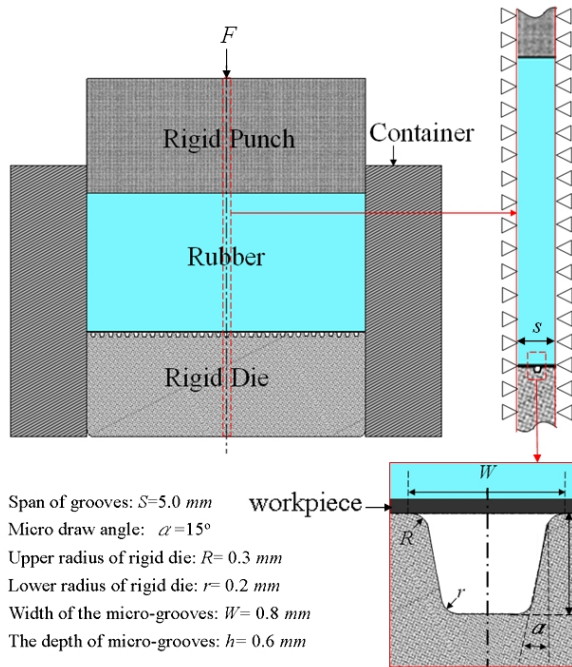 F
Rigid Punch
Container
Rubber
s
Rigid Die
W
workpiece
R
r
a
Span of grooves: S=5.0 mm
Micro draw angle: α=15°
Upper radius of rigid die: R= 0.3 mm
Lower radius of rigid die: r= 0.2 mm
Width of the micro-grooves: W= 0.8 mm
The depth of micro-grooves: h= 0.6 mm